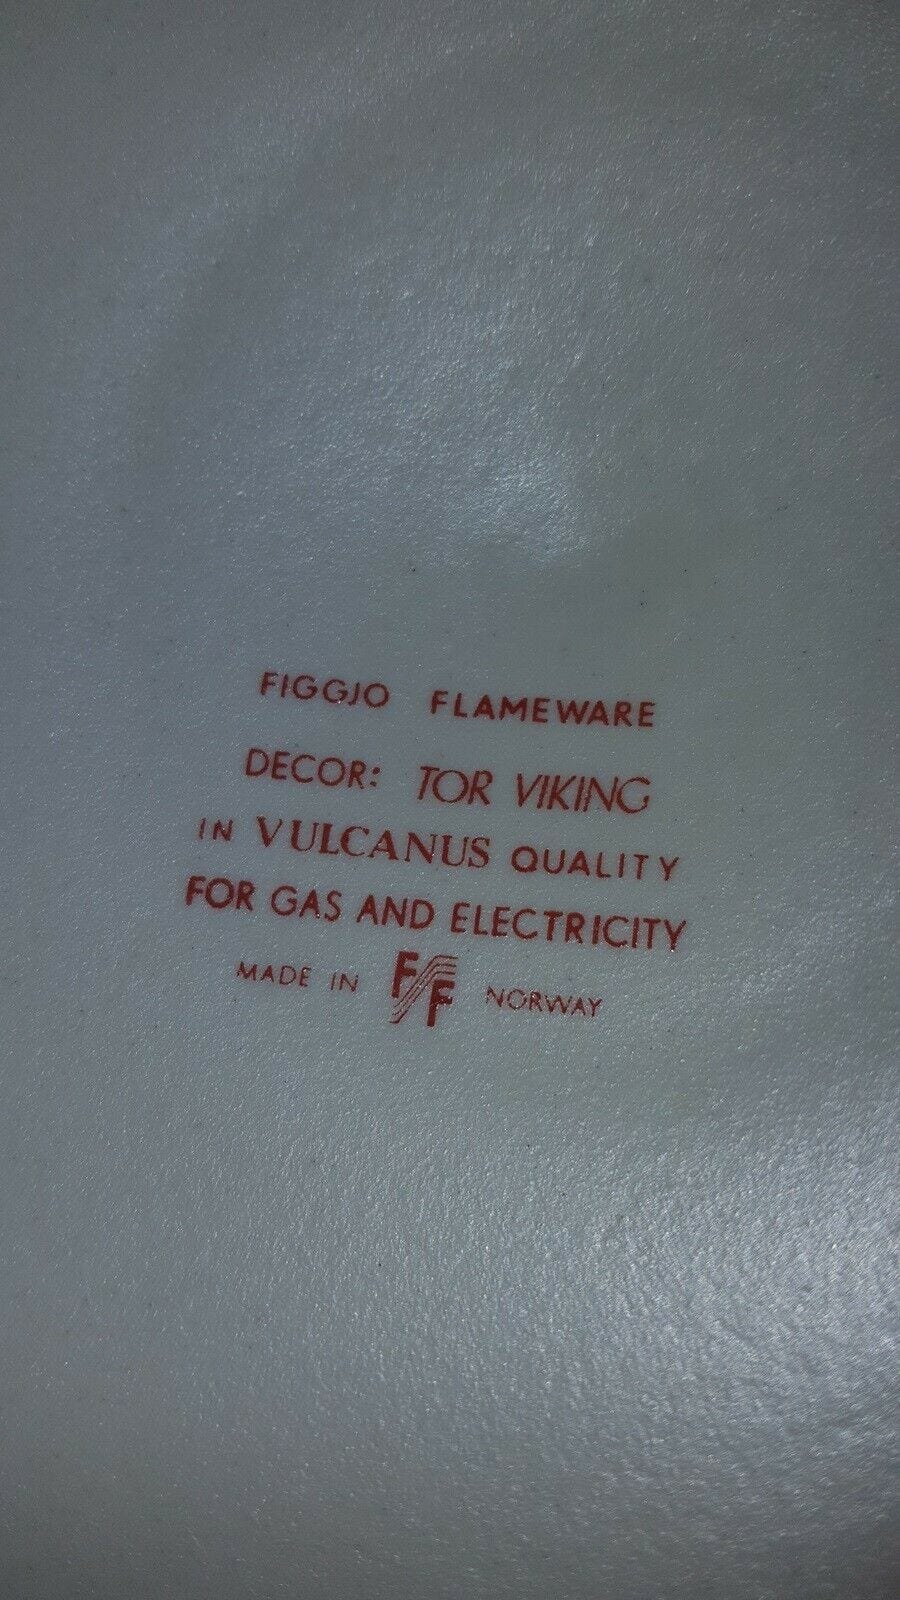 FIGGJO FLAMEWARE
DECOR: TOR VIKING
IN VULCANUS QUALITY
FOR GAS AND ELECTRICITY
MADE IN FF NORWAY